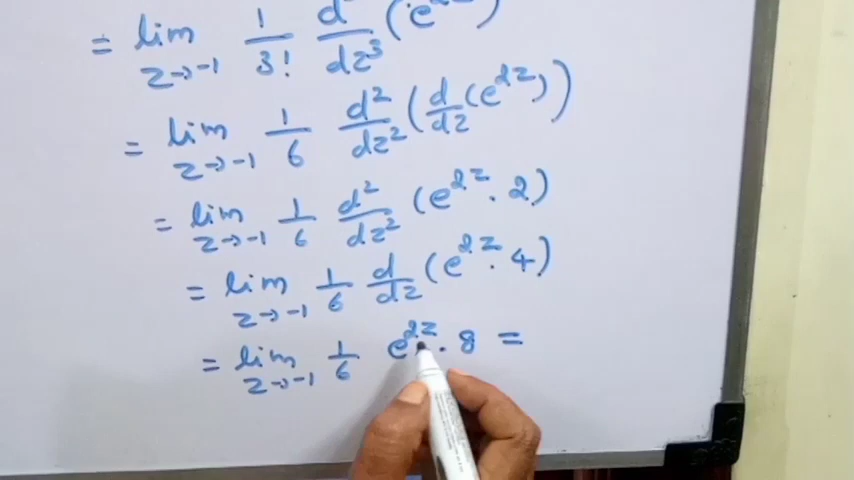 = lim z→-1 1/3! d³/dz³ (e^2z)
= lim z→-1 1/6 d²/dz² (d/dz (e^2z))
= lim z→-1 1/6 d²/dz² (e^2z . 2)
= lim z→-1 1/6 d/dz (e^2z . 4)
= lim z→-1 1/6 e^2z . 8 =